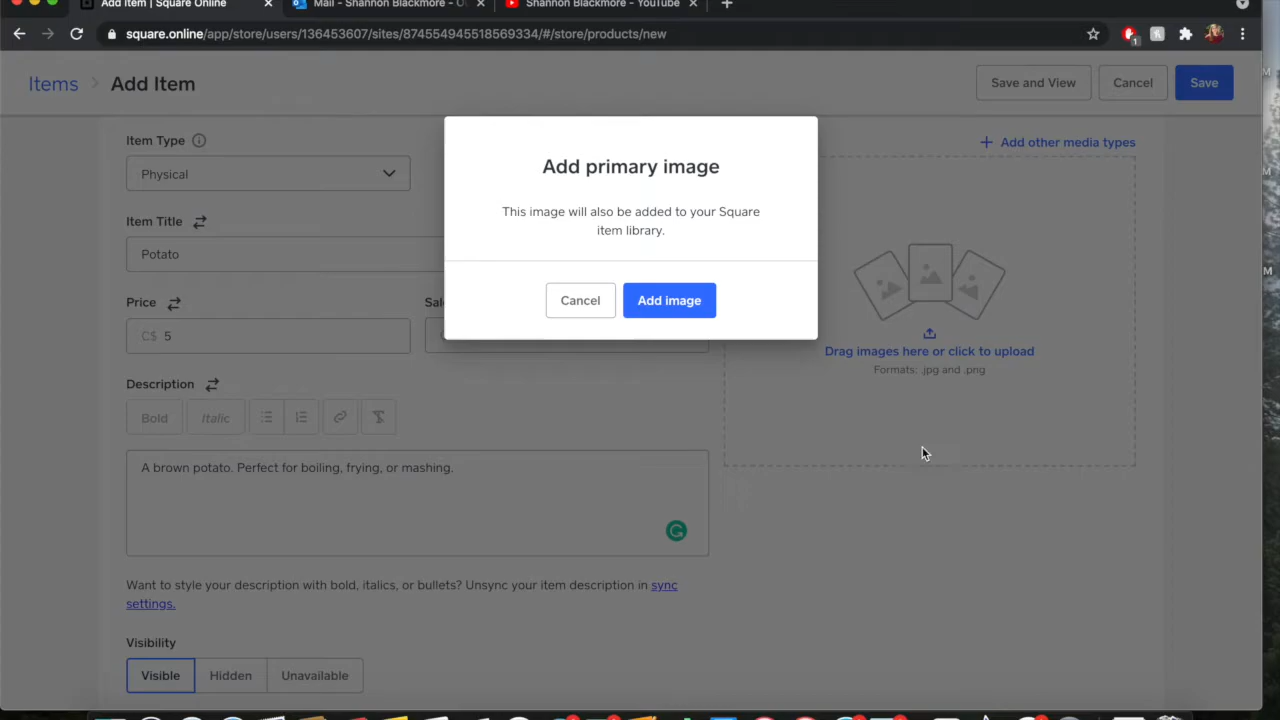 Add Item | Square Online
Mail - Shannon Blackmore - O
Shannon Blackmore - YouTube
square.online/app/store/users/136453607/sites/874554945518569334/#/store/products/new
1
Items > Add Item
Save and View
Cancel
Save
Item Type
Physical
Item Title
Potato
Price
Sal
C$ 5
Description
Bold
Italic
A brown potato. Perfect for boiling, frying, or mashing.
Want to style your description with bold, italics, or bullets? Unsync your item description in sync
settings.
Visibility
Visible
Hidden
Unavailable
Add primary image
This image will also be added to your Square
item library.
Cancel
Add image
+ Add other media types
Drag images here or click to upload
Formats: .jpg and .png
M
M
M